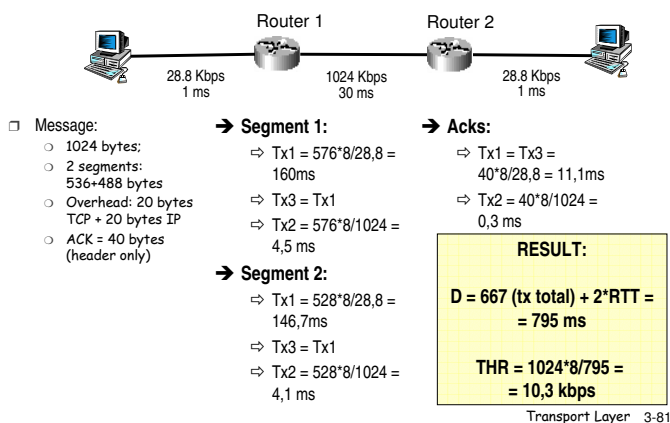 Router 1
Router 2
28.8 Kbps
1 ms
1024 Kbps
30 ms
28.8 Kbps
1 ms
Message:
1024 bytes;
2 segments:
536+488 bytes
Overhead: 20 bytes
TCP + 20 bytes IP
ACK = 40 bytes
(header only)
➔ Segment 1:
⇨ Tx1 = 576*8/28,8 =
160ms
⇨ Tx3 = Tx1
⇨ Tx2 = 576*8/1024 =
4,5 ms
➔ Segment 2:
⇨ Tx1 = 528*8/28,8 =
146,7ms
⇨ Tx3 = Tx1
⇨ Tx2 = 528*8/1024 =
4,1 ms
➔ Acks:
⇨ Tx1 = Tx3 =
40*8/28,8 = 11,1ms
⇨ Tx2 = 40*8/1024 =
0,3 ms
RESULT:
D = 667 (tx total) + 2*RTT =
= 795 ms
THR = 1024*8/795 =
= 10,3 kbps
Transport Layer 3-81